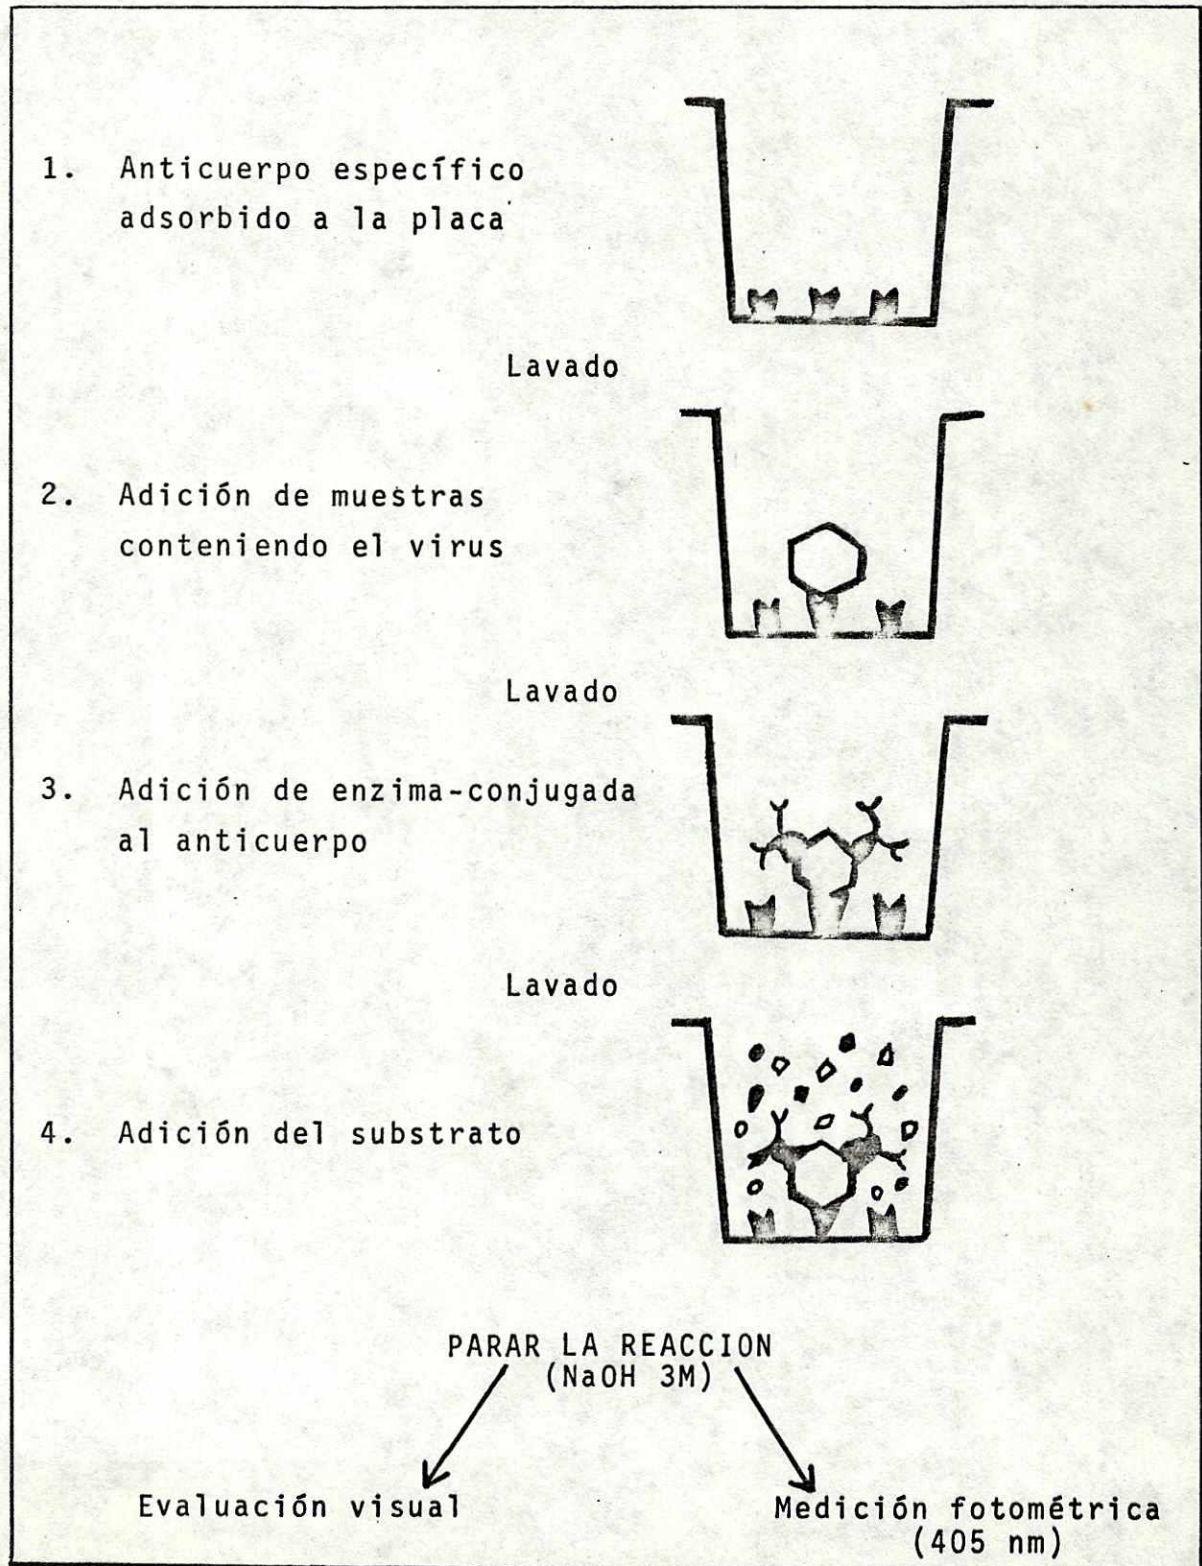 1. Anticuerpo específico
adsorbido a la placa
Lavado
2. Adición de muestras
conteniendo el virus
Lavado
3. Adición de enzima-conjugada
al anticuerpo
Lavado
4. Adición del substrato
PARAR LA REACCION
(NaOH 3M)
Evaluación visual
Medición fotométrica
(405 nm)